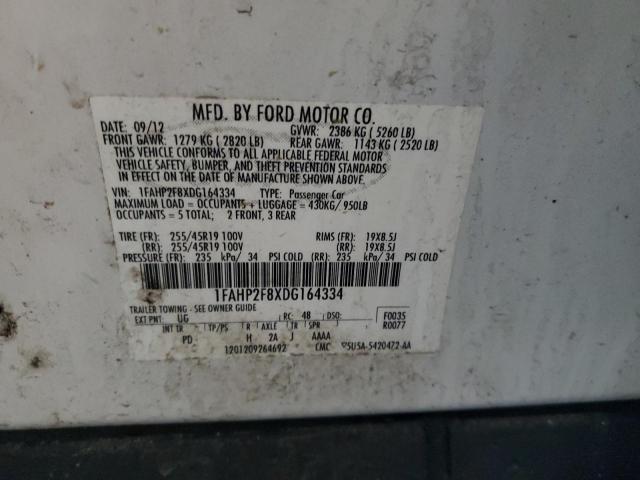 MFD. BY FORD MOTOR CO.
DATE: 09/12 GVWR: 2386 KG ( 5260 LB)
FRONT GAWR: 1279 KG ( 2820 LB) REAR GAWR: 1143 KG ( 2520 LB)
THIS VEHICLE CONFORMS TO ALL APPLICABLE FEDERAL MOTOR
VEHICLE SAFETY, BUMPER, AND THEFT PREVENTION STANDARDS
IN EFFECT ON THE DATE OF MANUFACTURE SHOWN ABOVE.
VIN: 1FAHP2F8XDG164334 TYPE: Passenger Car
MAXIMUM LOAD = OCCUPANTS + LUGGAGE = 430KG/ 950LB
OCCUPANTS = 5 TOTAL; 2 FRONT, 3 REAR
TIRE (FR): 255/45R19 100V RIMS (FR): 19X8.5J
(RR): 255/45R19 100V (RR): 19X8.5J
PRESSURE (FR): 235 kPa/ 34 PSI COLD (RR): 235 kPa/ 34 PSI COLD
1FAHP2F8XDG164334
TRAILER TOWING - SEE OWNER GUIDE
EXT PNT: UG RC: 48 DSO: F0035
INT TR TP/PS R AXLE TR SPR R0077
PD H 2A J AAAA
1201209264692 CMC 5U5A-5420472-AA